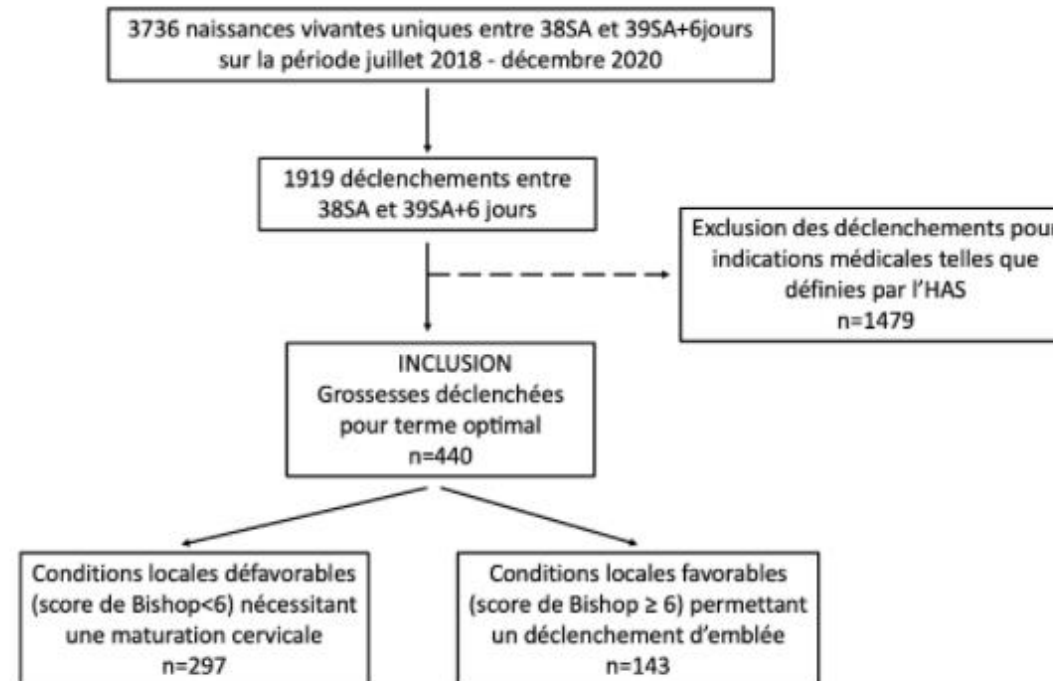 3736 naissances vivantes uniques entre 38SA et 39SA+6jours
sur la période juillet 2018 - décembre 2020
1919 déclenchements entre
38SA et 39SA+6 jours
Exclusion des déclenchements pour
indications médicales telles que
définies par l'HAS
n=1479
INCLUSION
Grossesses déclenchées
pour terme optimal
n=440
Conditions locales défavorables
(score de Bishop<6) nécessitant
une maturation cervicale
n=297
Conditions locales favorables
(score de Bishop ≥ 6) permettant
un déclenchement d'emblée
n=143